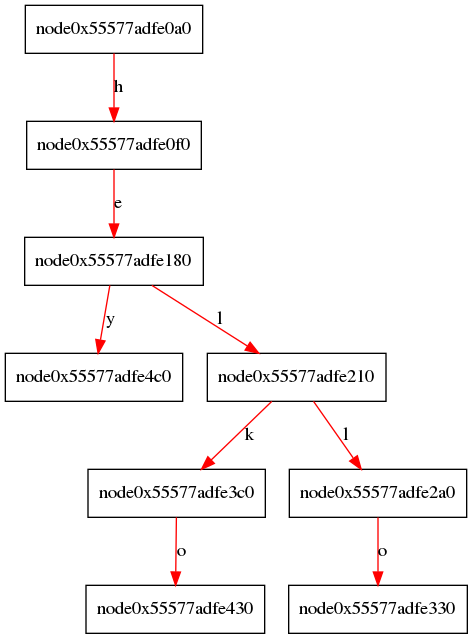 node0x55577adfe0a0
h
node0x55577adfe0f0
e
node0x55577adfe180
y
l
node0x55577adfe4c0
node0x55577adfe210
k
l
node0x55577adfe3c0
node0x55577adfe2a0
o
o
node0x55577adfe430
node0x55577adfe330